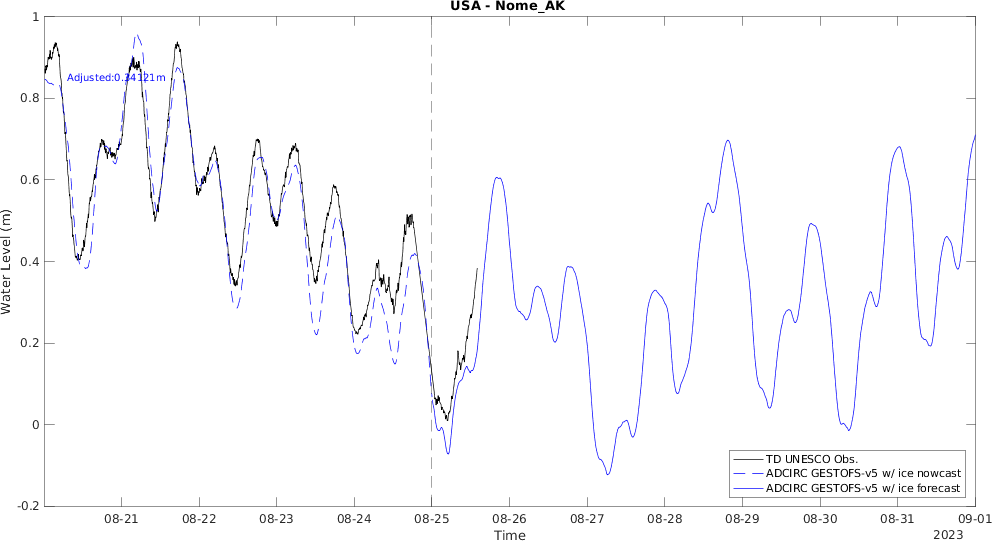 USA - Nome_AK
1
0.8
0.6
0.4
0.2
0
-0.2
Water Level (m)
Adjusted:0.34121m
TD UNESCO Obs.
ADCIRC GESTOFS-v5 w/ ice nowcast
ADCIRC GESTOFS-v5 w/ ice forecast
08-21 08-22 08-23 08-24 08-25 08-26 08-27 08-28 08-29 08-30 08-31 09-01
Time
2023